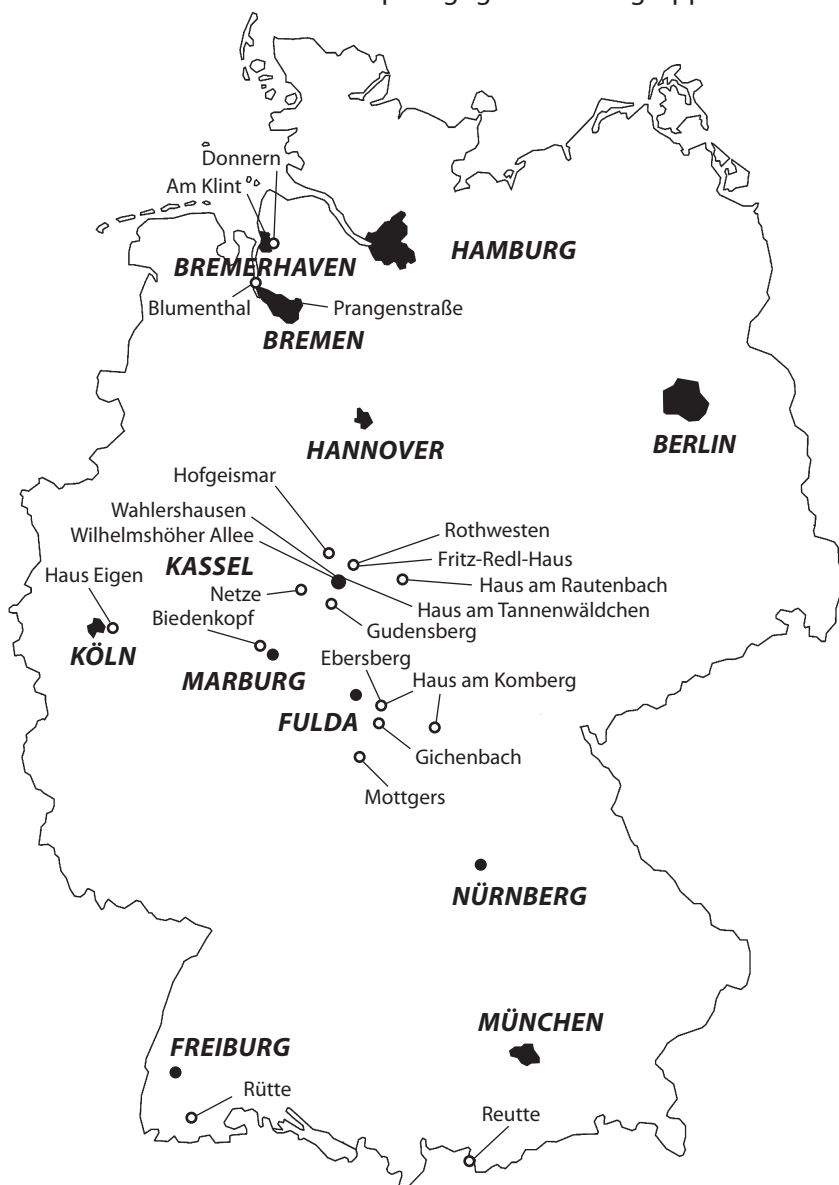 Donnern
Am Klint
HAMBURG
BREMERHAVEN
Blumenthal
Prangenstraße
BREMEN
BERLIN
HANNOVER
Hofgeismar
Wahlershausen
Rothwesten
Wilhelmshöher Allee
Fritz-Redl-Haus
KASSEL
Haus am Rautenbach
Haus Eigen
Netze
Haus am Tannenwäldchen
Biedenkopf
Gudensberg
KÖLN
Ebersberg
MARBURG
Haus am Komberg
FULDA
Gichenbach
Mottgers
NÜRNBERG
MÜNCHEN
FREIBURG
Rütte
Reutte